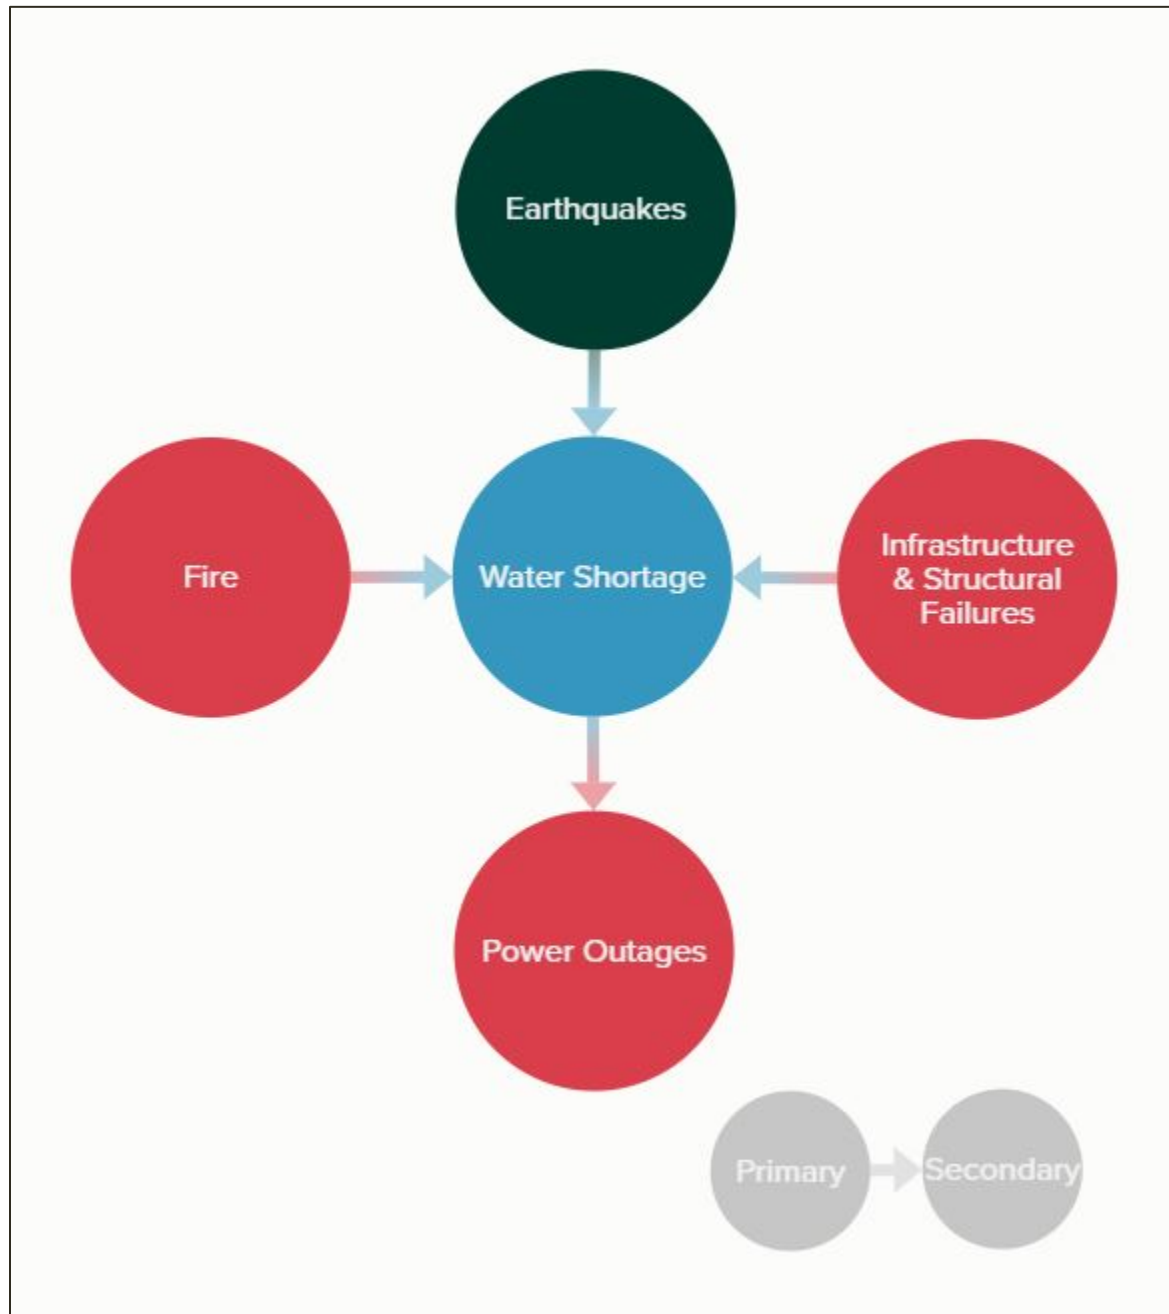 Earthquakes
Fire
Water Shortage
Infrastructure
& Structural
Failures
Power Outages
Primary
Secondary